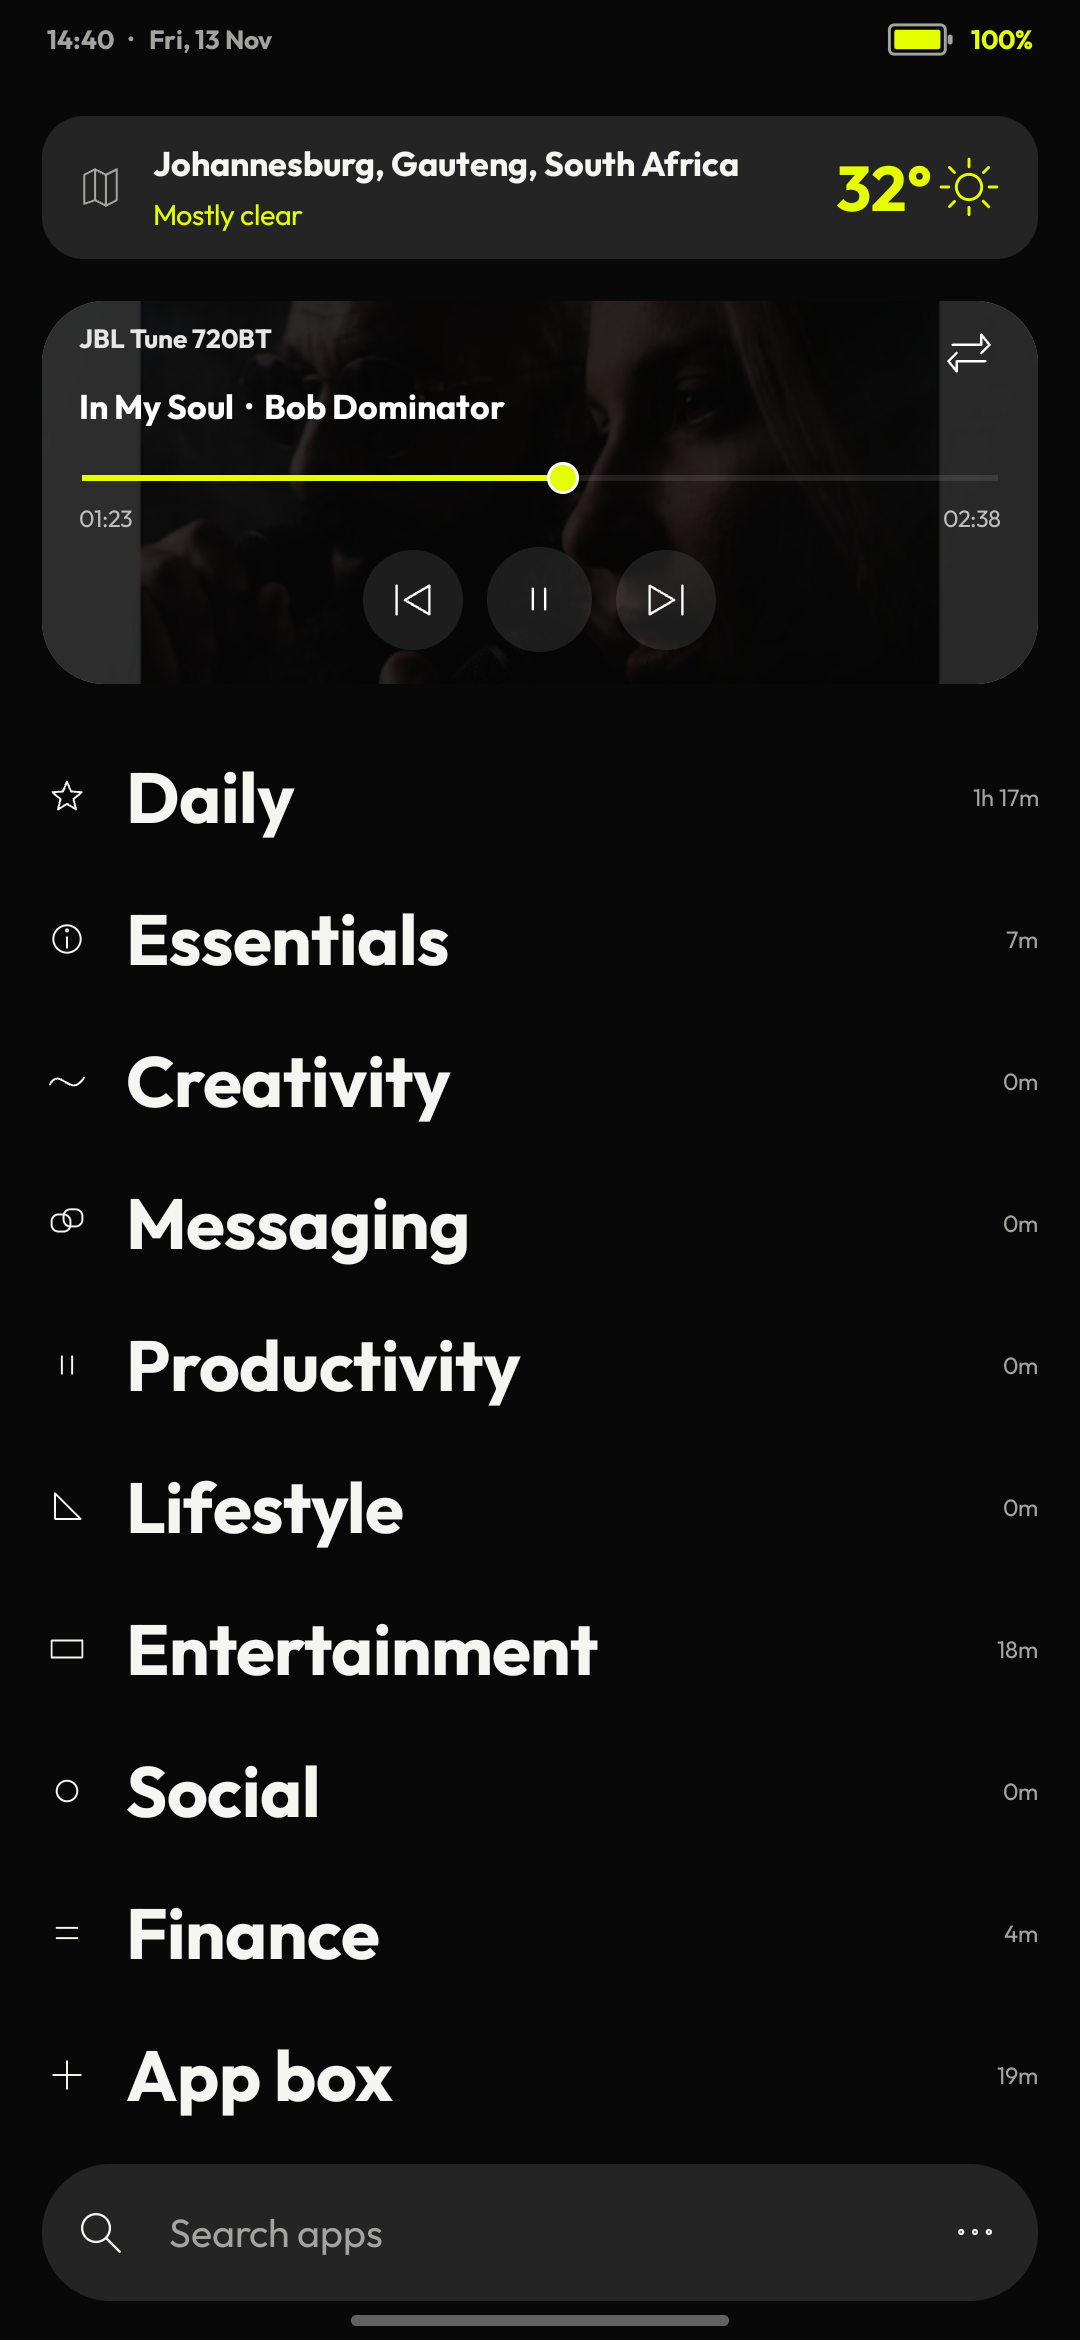 14:40 · Fri, 13 Nov 100%
Johannesburg, Gauteng, South Africa
Mostly clear
32°
JBL Tune 720BT
In My Soul · Bob Dominator
01:23 02:38
Daily 1h 17m
Essentials 7m
Creativity 0m
Messaging 0m
Productivity 0m
Lifestyle 0m
Entertainment 18m
Social 0m
Finance 4m
App box 19m
Search apps